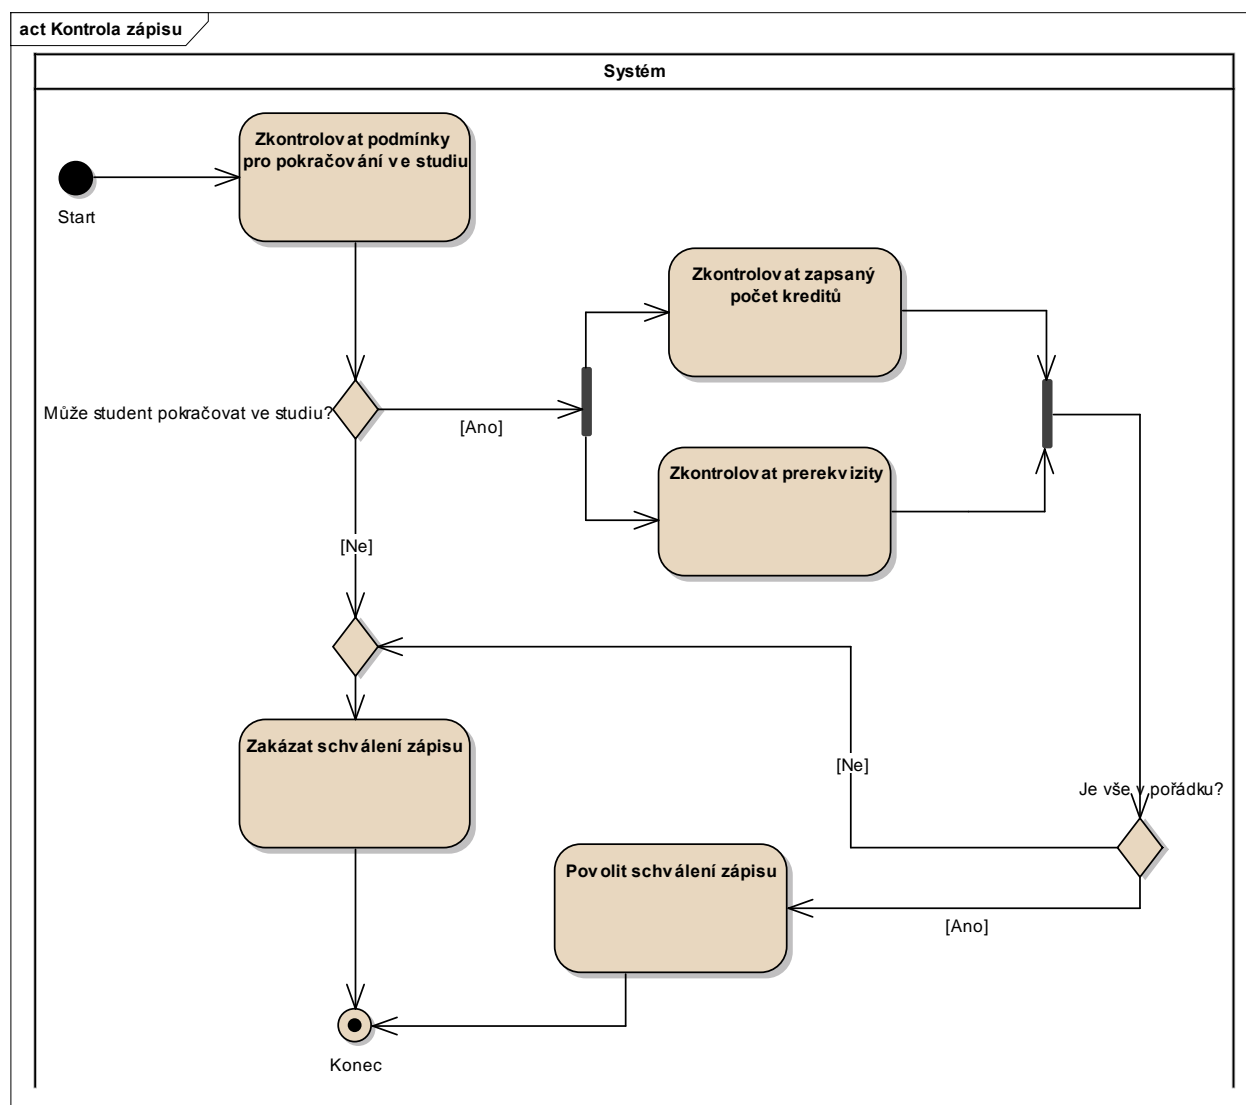 act Kontrola zápisu
Systém
Zkontrolovat podmínky
pro pokračování ve studiu
Start
Zkontrolovat zapsaný
počet kreditů
Může student pokračovat ve studiu?
[Ano]
Zkontrolovat prerekvizity
[Ne]
Zakázat schválení zápisu
[Ne]
Je vše v pořádku?
Povolit schválení zápisu
[Ano]
Konec